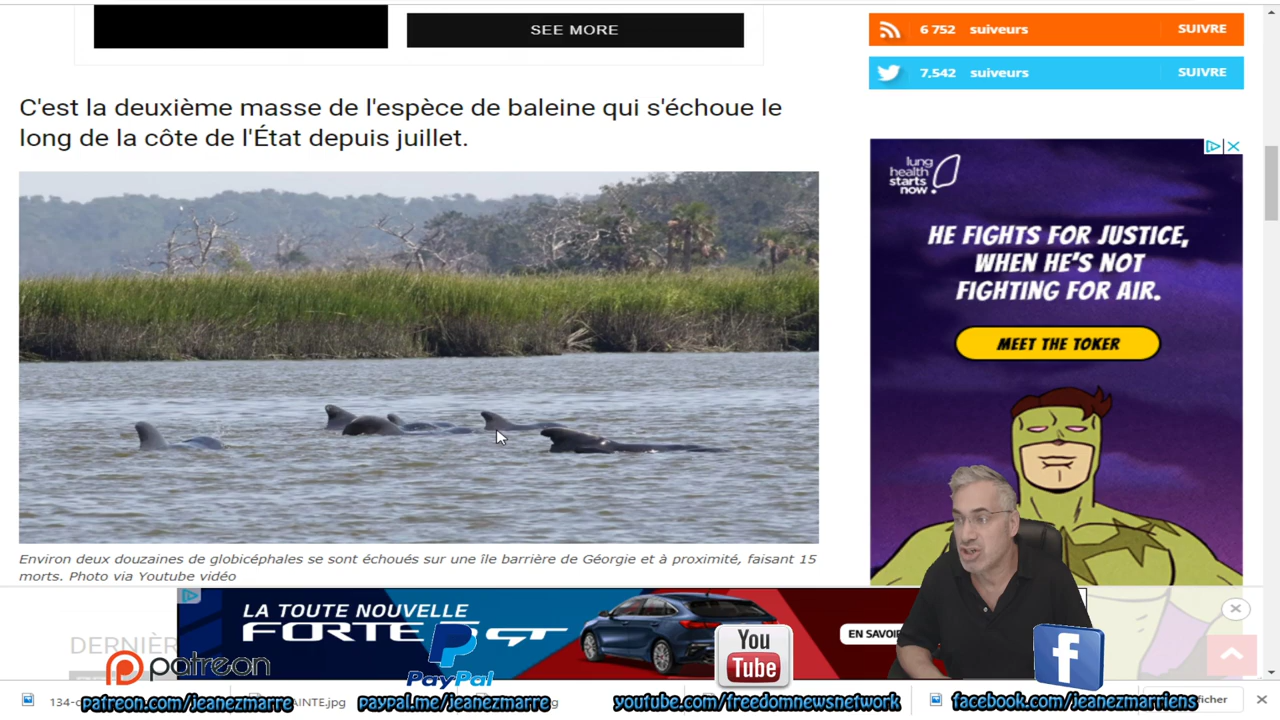 SEE MORE
6 752 suiveurs SUIVRE
7,542 suiveurs SUIVRE
C'est la deuxième masse de l'espèce de baleine qui s'échoue le
long de la côte de l'État depuis juillet.
lung
health
starts
now.
HE FIGHTS FOR JUSTICE,
WHEN HE'S NOT
FIGHTING FOR AIR.
MEET THE TOKER
Environ deux douzaines de globicéphales se sont échoués sur une île barrière de Géorgie et à proximité, faisant 15
morts. Photo via Youtube vidéo
DERNIÈR
LA TOUTE NOUVELLE
FORTE5 GT
EN SAVOIR
patreon
PayPal
You
Tube
f
patreon.com/jeanezmarre
paypal.me/jeanezmarre
youtube.com/freedomnewsnetwork
facebook.com/jeanezmarriens
134-
AINTE.jpg
ficher